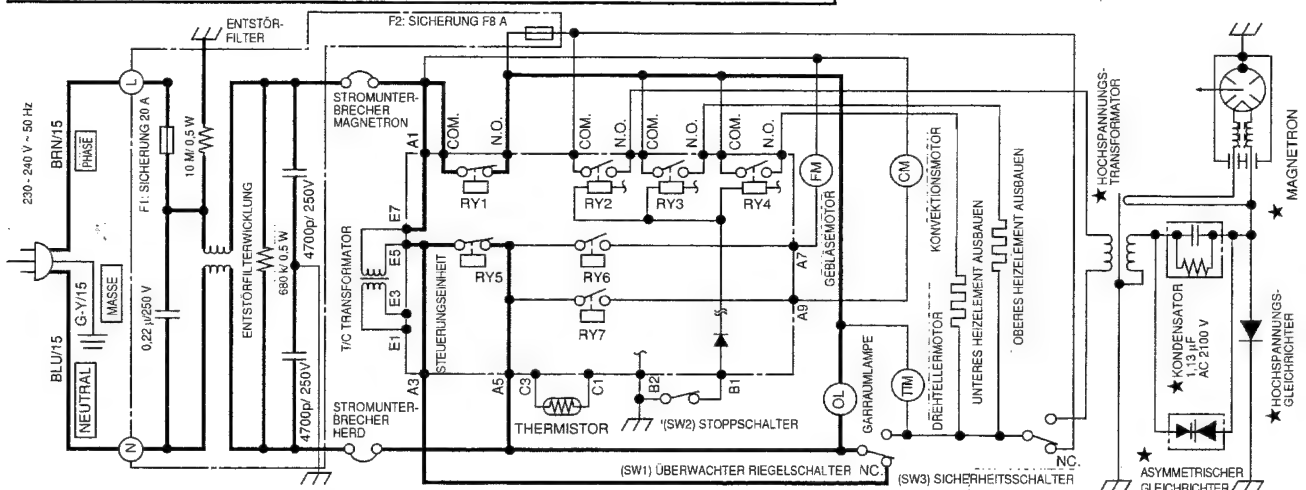 F2: SICHERUNG F8 A
ENTSTÖR-
FILTER
230 - 240 V ~ 50 Hz
BRN/15
PHASE
L
F1: SICHERUNG 20 A
10 M/ 0,5 W
G-Y/15
MASSE
0,22 µ/250 V
BLU/15
NEUTRAL
N
ENTSTÖRFILTERWICKLUNG
680 k/ 0.5 W
4700p/ 250V
4700p/ 250V
STROMUNTER-
BRECHER
MAGNETRON
STROMUNTER-
BRECHER
HERD
T/C TRANSFORMATOR
STEUERUNGSEINHEIT
A1
COM.
N.O.
COM.
N.O.
COM.
N.O.
COM.
N.O.
RY1
RY2
RY3
RY4
E7
E5
E3
E1
RY5
RY6
RY7
A7
A9
A3
A5
C3
C1
B2
B1
THERMISTOR
(SW2) STOPPSCHALTER
FM
GEBLÄSEMOTOR
CM
KONVEKTIONSMOTÖR
OL
GARRAUMLAMPE
TTM
DREHTELLERMOTOR
UNTERES HEIZELEMENT AUSBAUEN
OBERES HEIZELEMENT AUSBAUEN
(SW1) ÜBERWACHTER RIEGELSCHALTER
NC.
(SW3) SICHERHEITSSCHALTER
NC.
★ HOCHSPANNUNGS-
TRANSFORMATOR
MAGNETRON
★
★ KONDENSATOR
1,13 µF
AC 2100 V
★ HOCHSPANNUNGS-
GLEICHRICHTER
★
ASYMMETRISCHER
GLEICHRICHTER